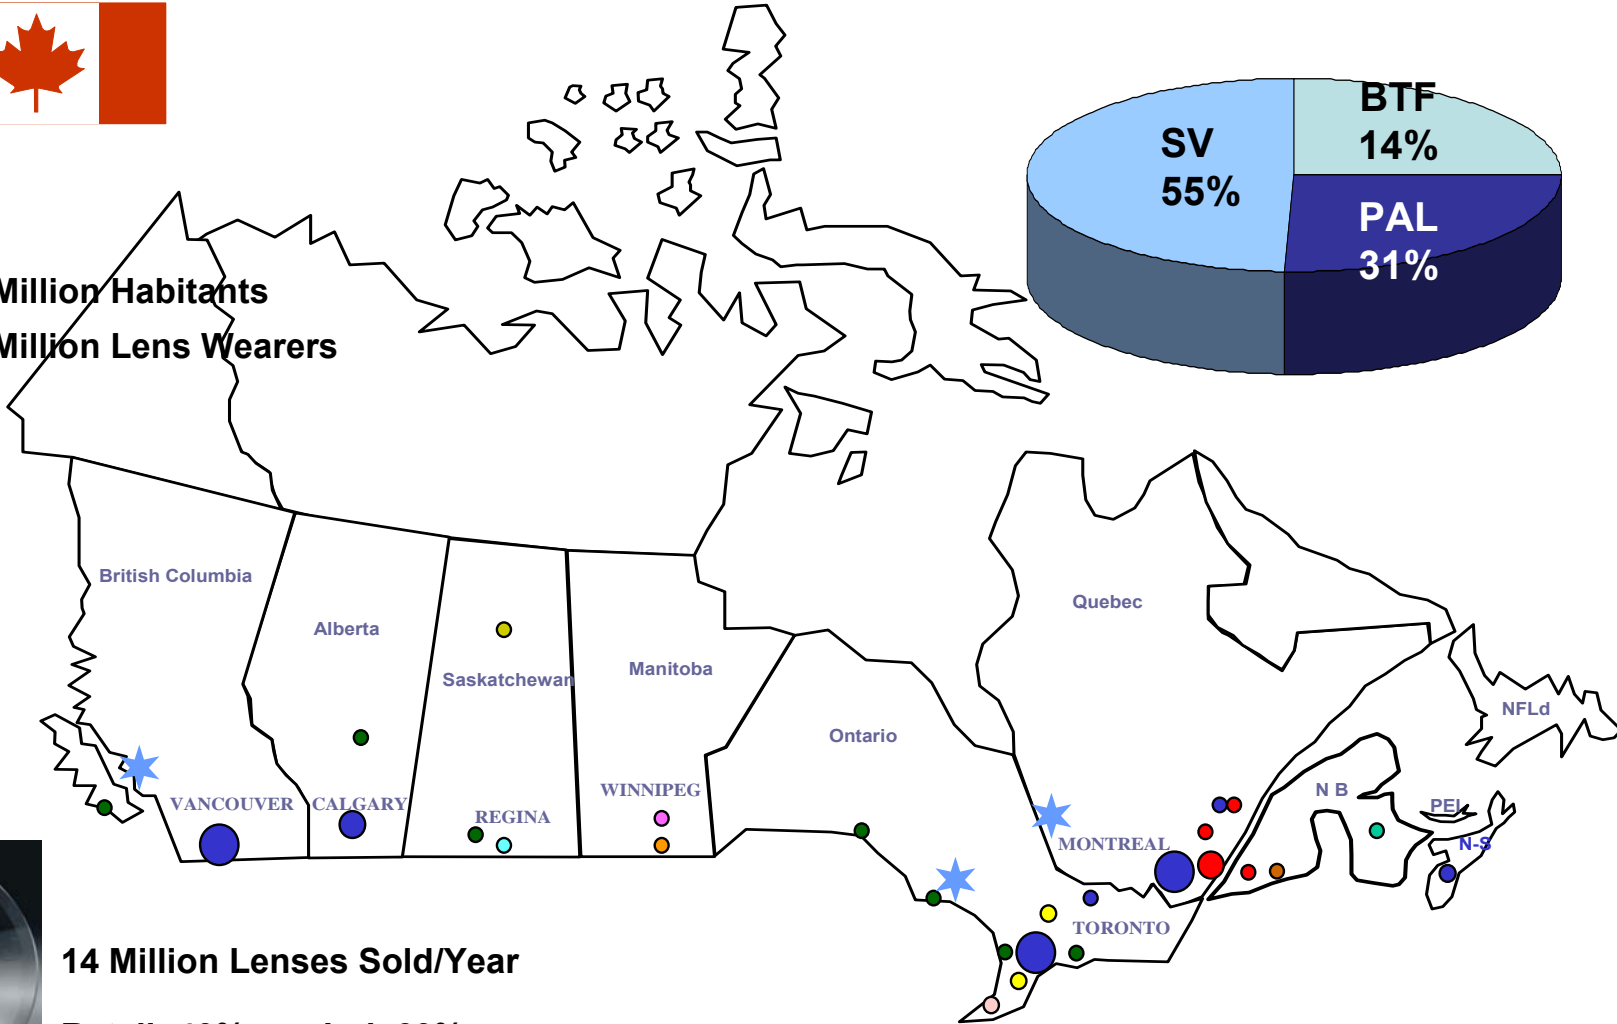 BTF
14%
SV
55%
PAL
31%
Million Habitants
Million Lens Wearers
British Columbia
Alberta
Saskatchewan
Manitoba
Ontario
Quebec
NFLd
N B
PEI
N-S
VANCOUVER
CALGARY
REGINA
WINNIPEG
MONTREAL
TORONTO
14 Million Lenses Sold/Year